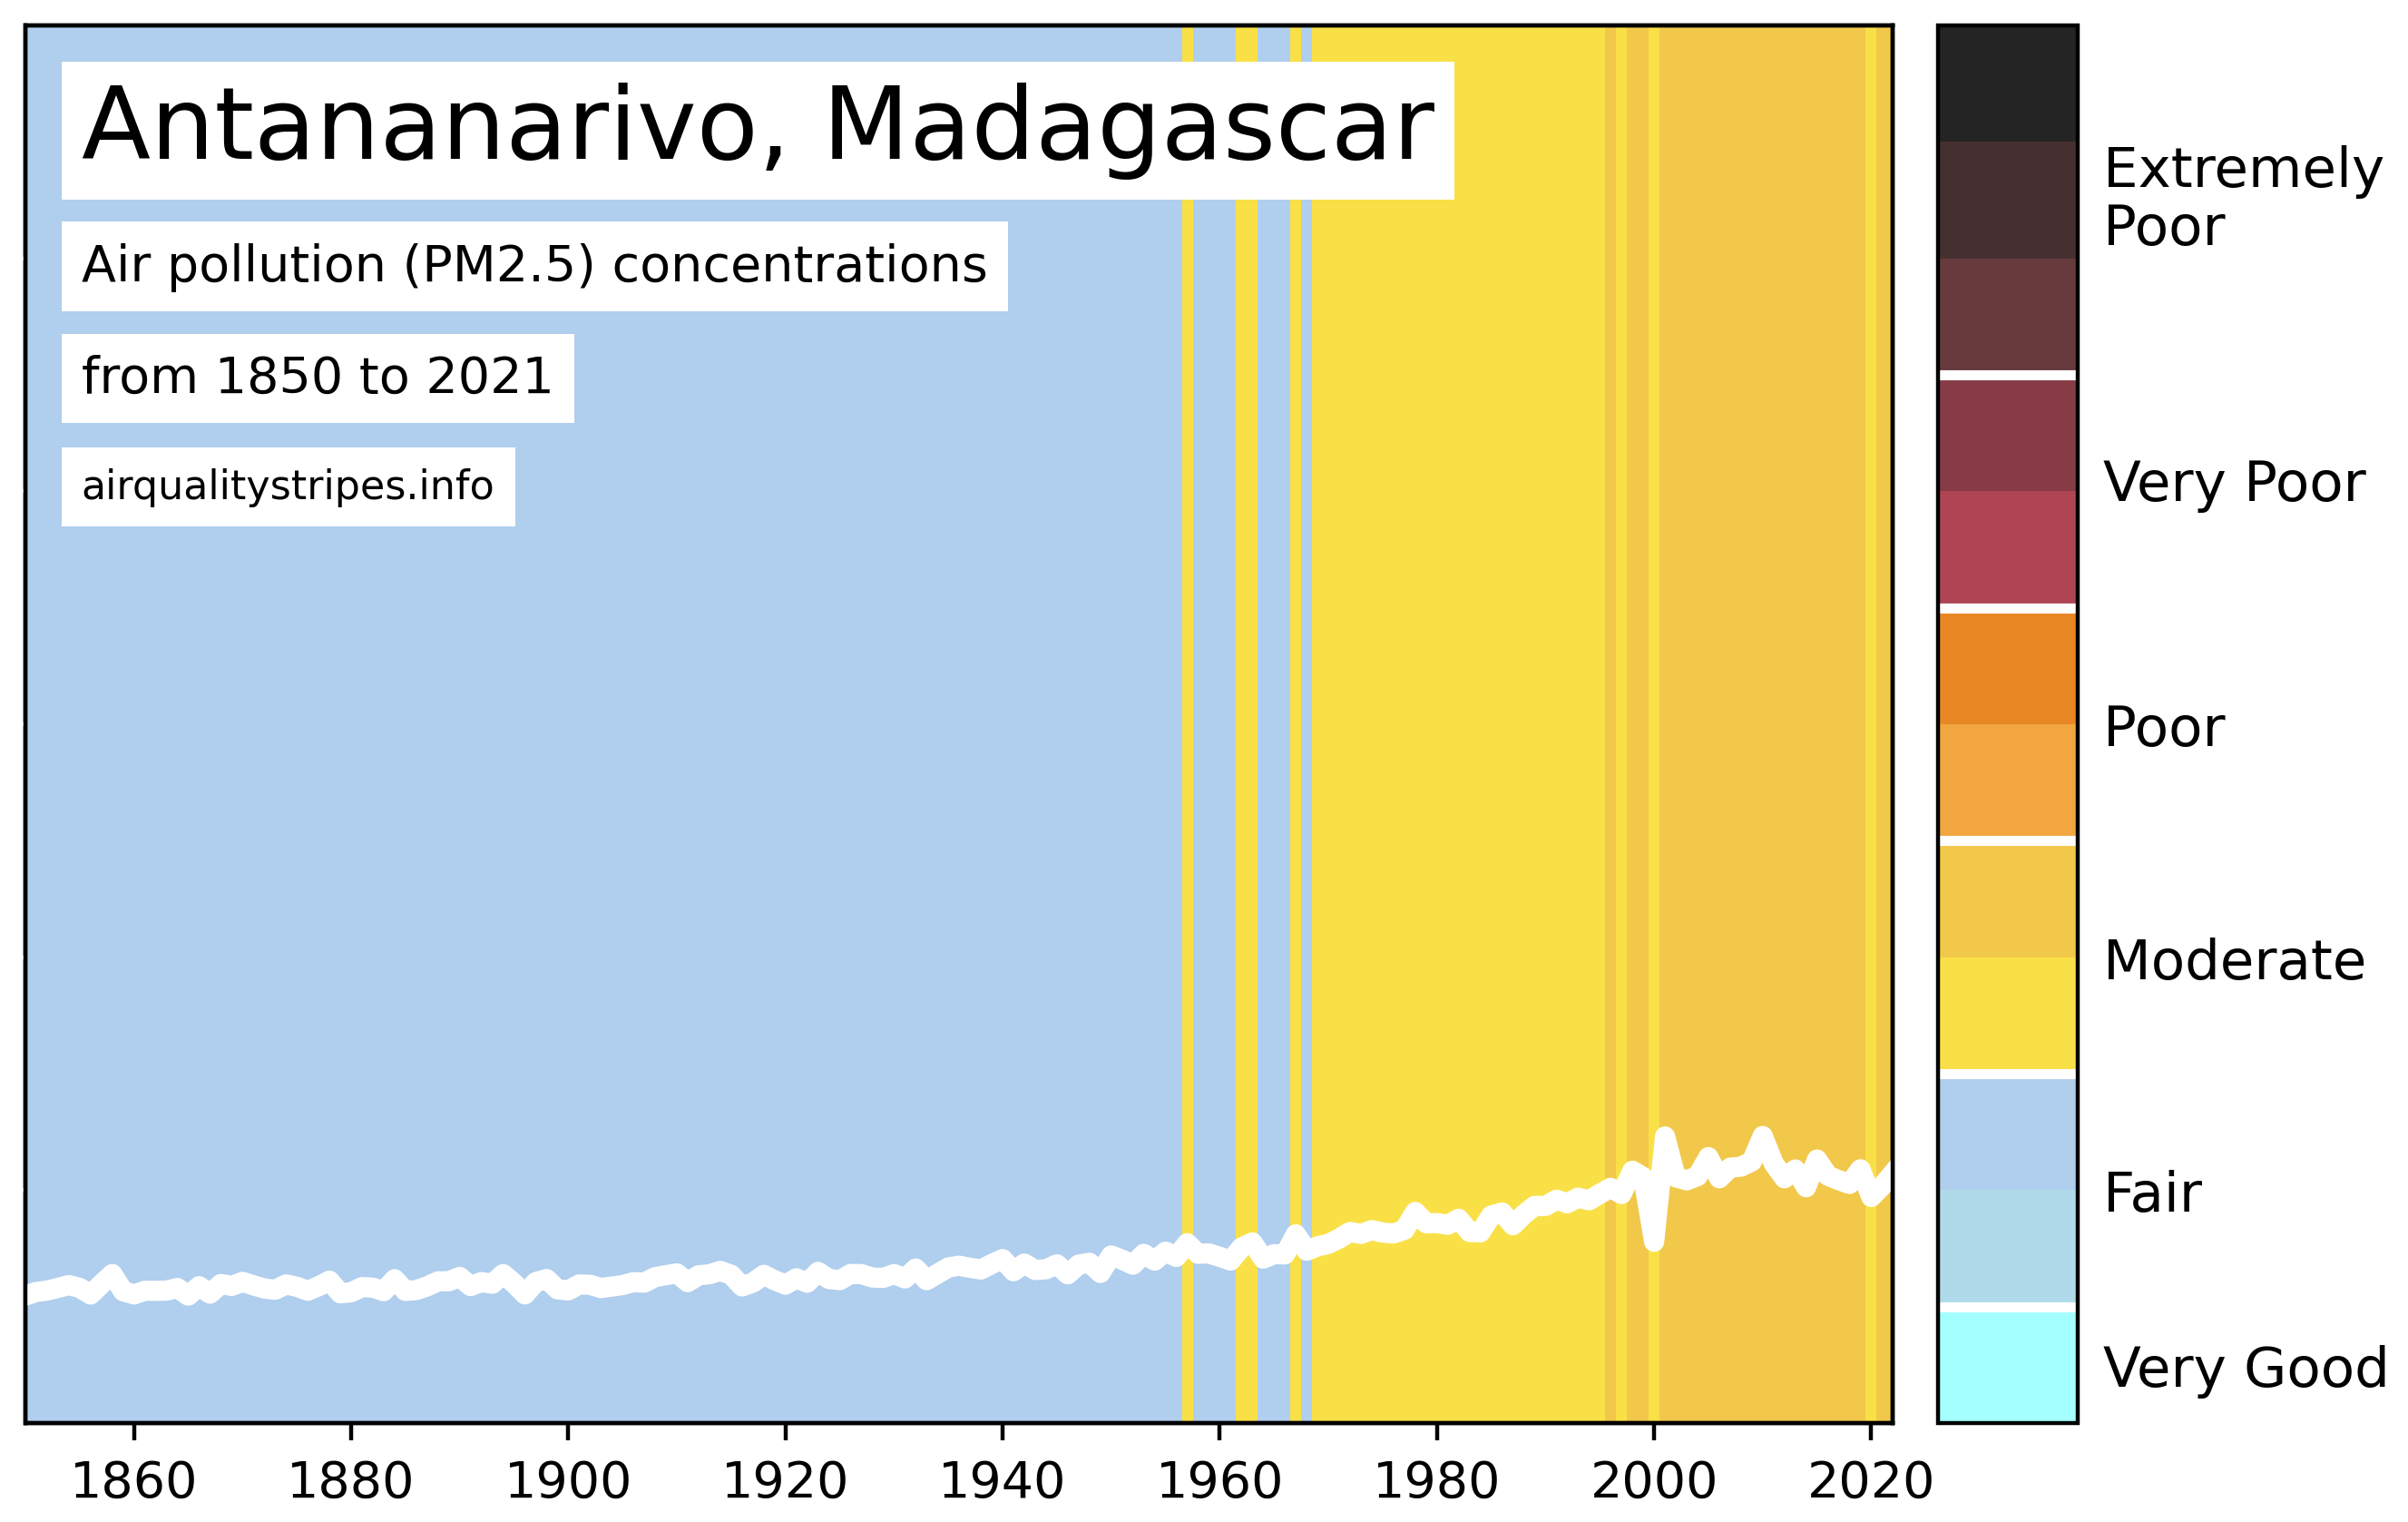 Antananarivo, Madagascar
Air pollution (PM2.5) concentrations
from 1850 to 2021
airqualitystripes.info
Extremely
Poor
Very Poor
Poor
Moderate
Fair
Very Good
1860 1880 1900 1920 1940 1960 1980 2000 2020